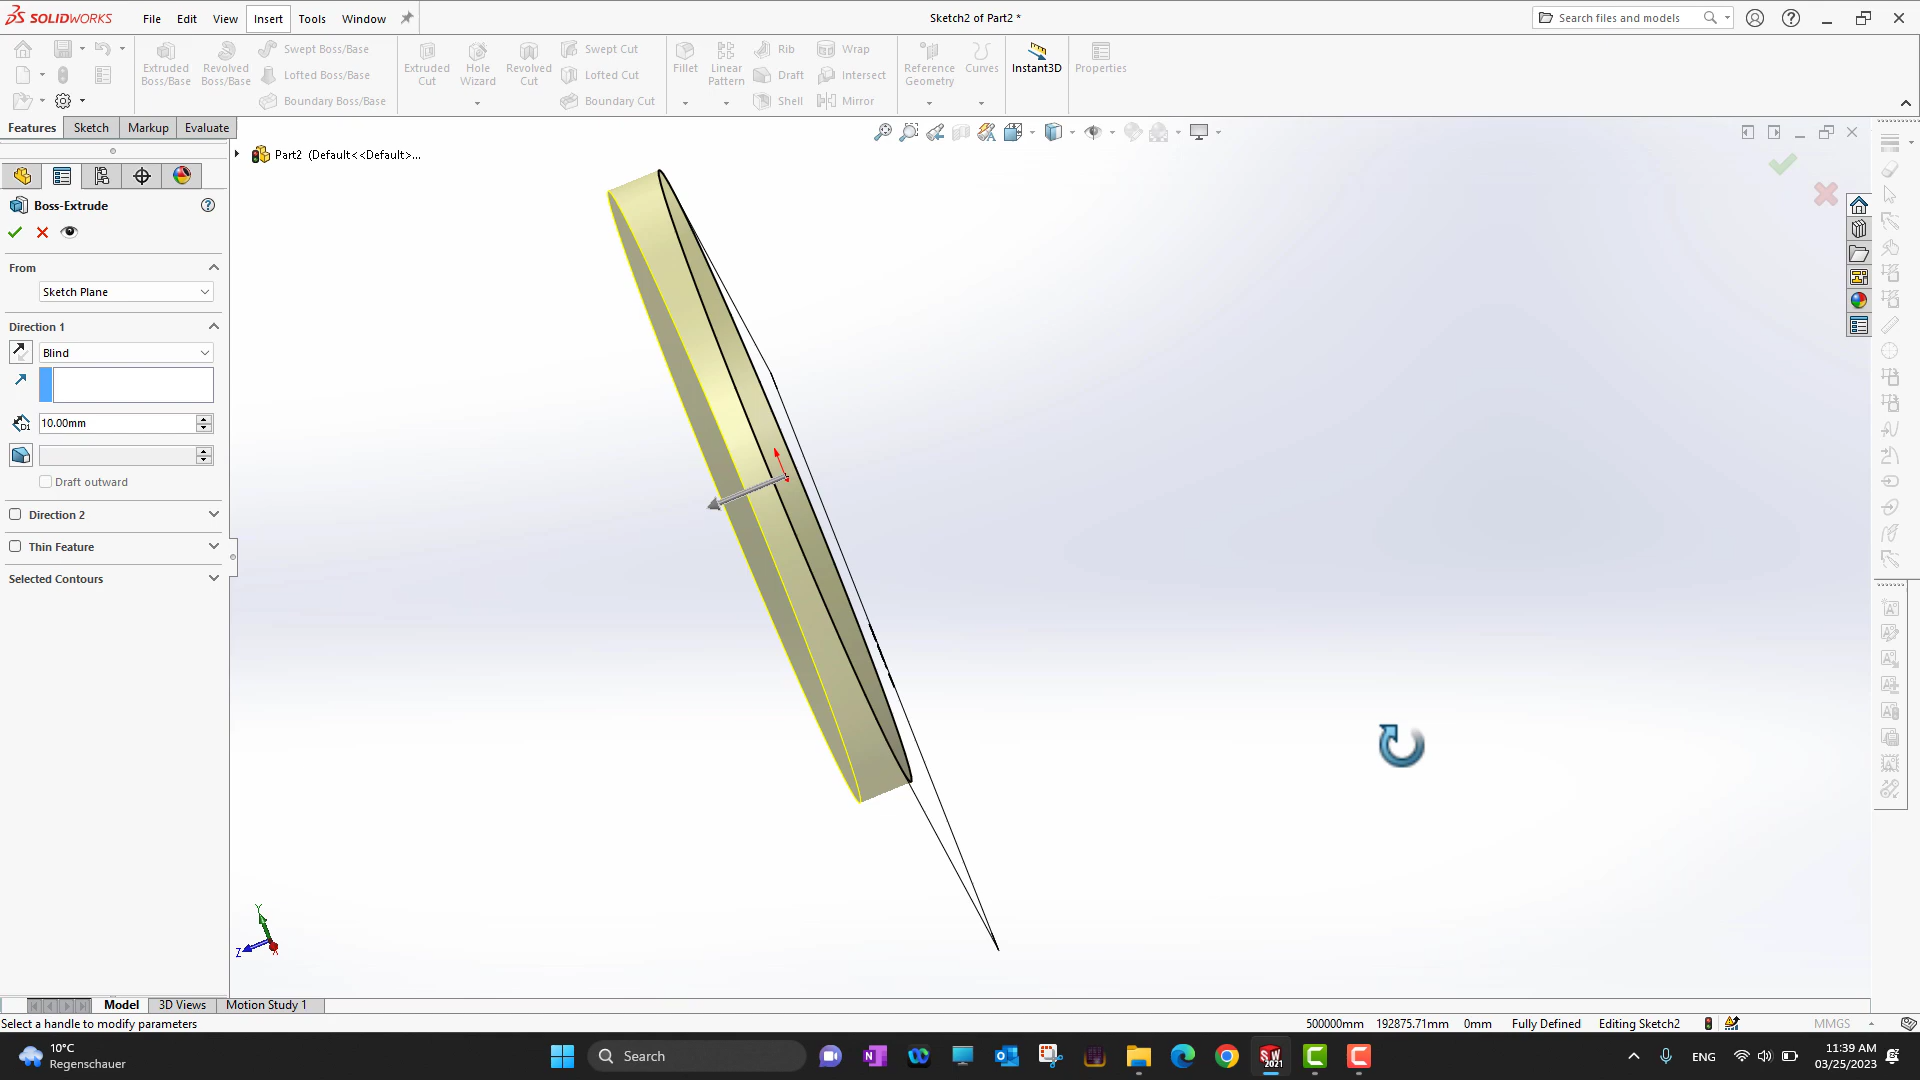 SOLIDWORKS File Edit View Insert Tools Window Sketch2 of Part2 * Search files and models
Extruded Boss/Base Revolved Boss/Base Swept Boss/Base Lofted Boss/Base Boundary Boss/Base Extruded Cut Hole Wizard Revolved Cut Swept Cut Lofted Cut Boundary Cut Fillet Linear Pattern Rib Draft Shell Wrap Intersect Mirror Reference Geometry Curves Instant3D Properties
Features Sketch Markup Evaluate
Part2 (Default<<Default>...
Boss-Extrude
From
Sketch Plane
Direction 1
Blind
D1 10.00mm
Draft outward
Direction 2
Thin Feature
Selected Contours
Y
Z X
Model 3D Views Motion Study 1
Select a handle to modify parameters 500000mm 192875.71mm 0mm Fully Defined Editing Sketch2 MMGS
10°C
Regenschauer
Search
SW
2021
ENG
11:39 AM
03/25/2023